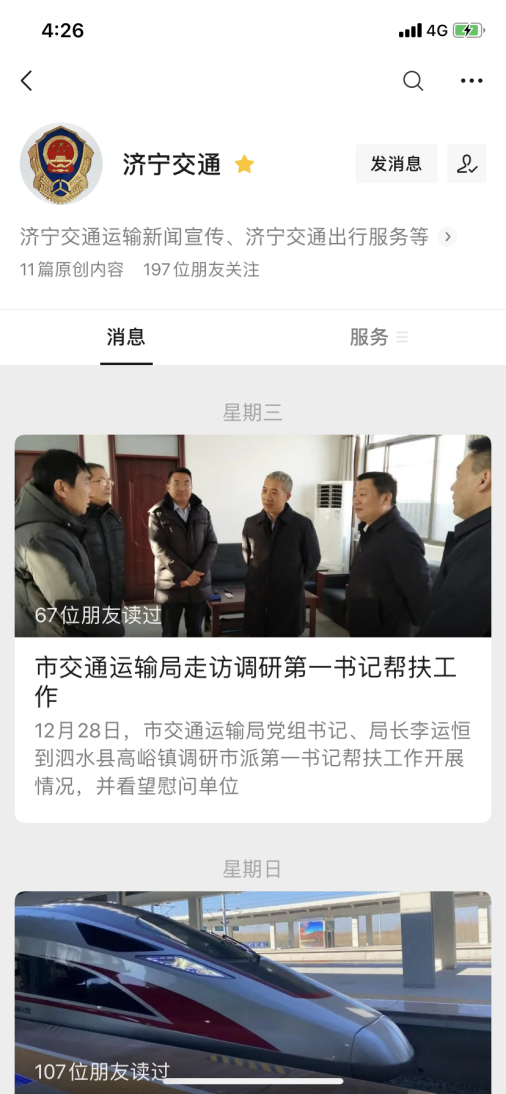 4:26
4G
济宁交通
发消息
济宁交通运输新闻宣传、济宁交通出行服务等
11篇原创内容 197位朋友关注
消息
服务
星期三
67位朋友读过
市交通运输局走访调研第一书记帮扶工
作
12月28日，市交通运输局党组书记、局长李运恒
到泗水县高峪镇调研市派第一书记帮扶工作开展
情况，并看望慰问单位
星期日
107位朋友读过